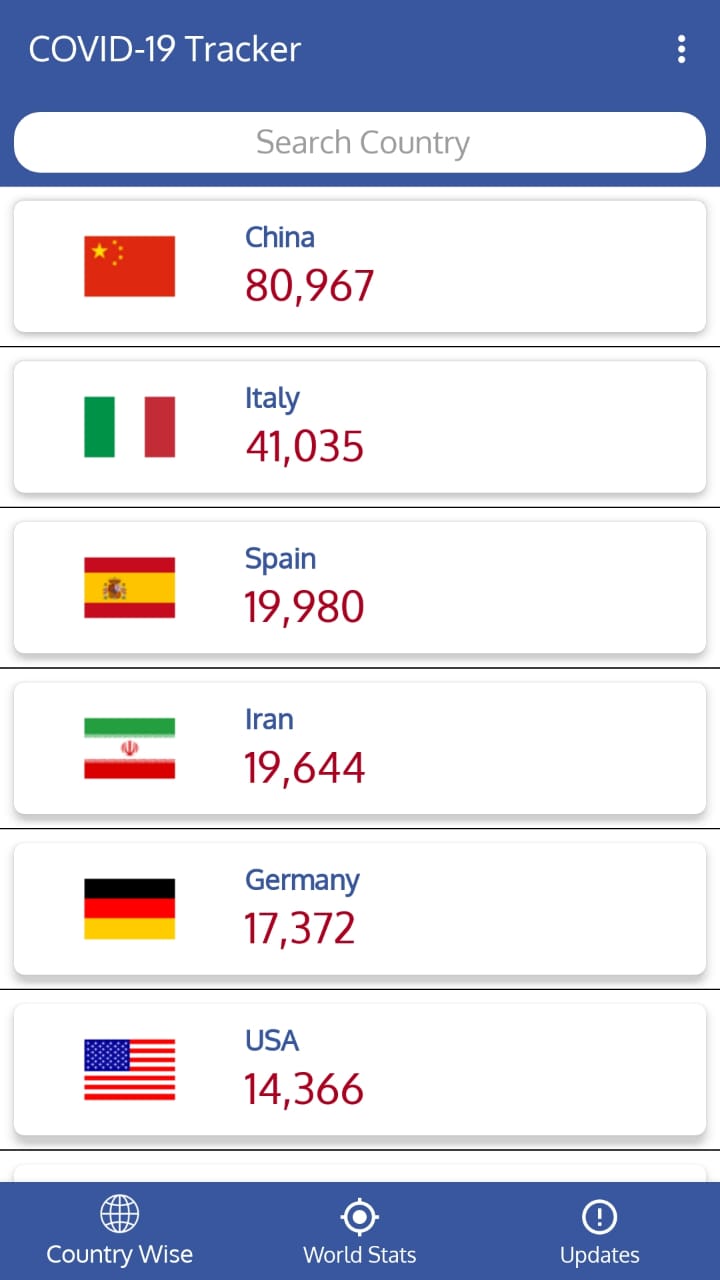 COVID-19 Tracker
Search Country
China
80,967
Italy
41,035
Spain
19,980
Iran
19,644
Germany
17,372
USA
14,366
Country Wise
World Stats
Updates